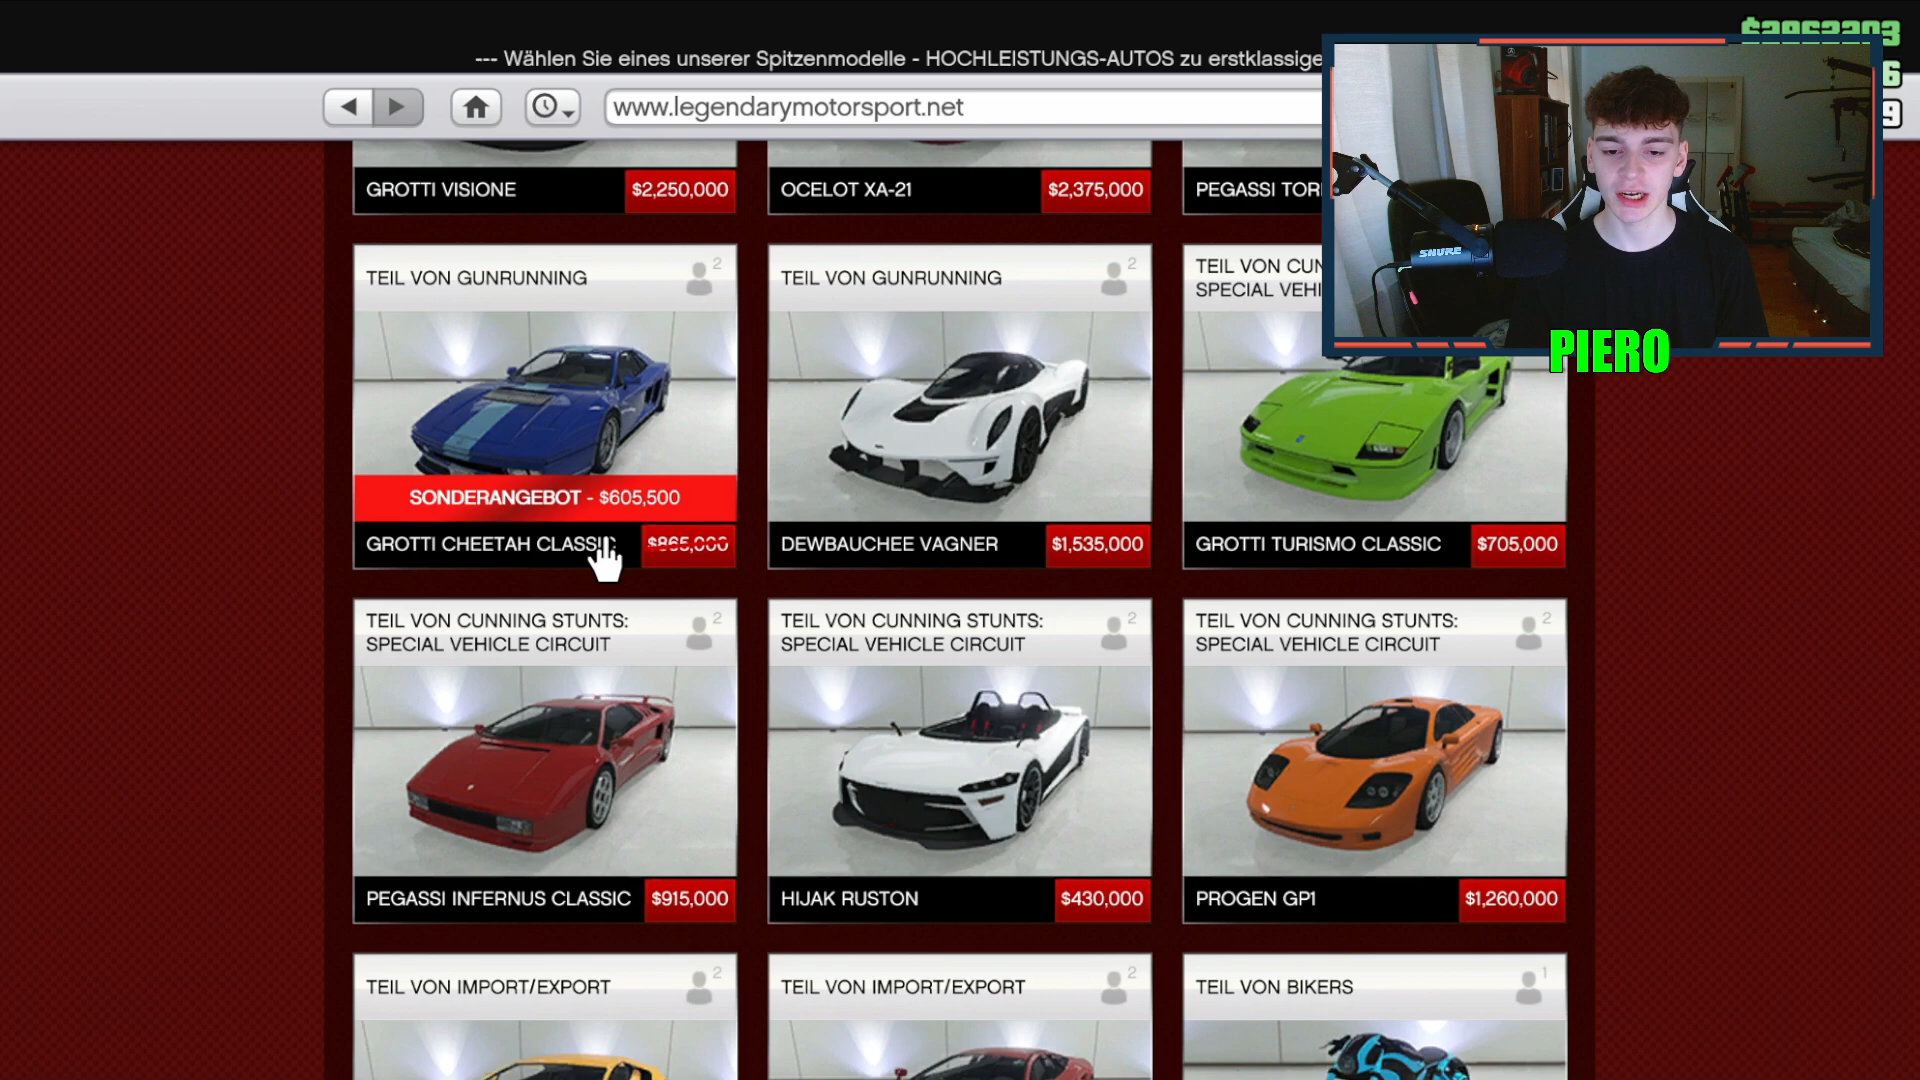 --- Wählen Sie eines unserer Spitzenmodelle - HOCHLEISTUNGS-AUTOS zu erstklassige
6
9
www.legendarymotorsport.net
GROTTI VISIONE $2,250,000
OCELOT XA-21 $2,375,000
PEGASSI TOR
SHURE
PIERO
TEIL VON GUNRUNNING 2
TEIL VON GUNRUNNING 2
TEIL VON CUN
SPECIAL VEHI
SONDERANGEBOT - $605,500
GROTTI CHEETAH CLASSIC $865,000
DEWBAUCHEE VAGNER $1,535,000
GROTTI TURISMO CLASSIC $705,000
TEIL VON CUNNING STUNTS: 2
SPECIAL VEHICLE CIRCUIT
TEIL VON CUNNING STUNTS: 2
SPECIAL VEHICLE CIRCUIT
TEIL VON CUNNING STUNTS: 2
SPECIAL VEHICLE CIRCUIT
PEGASSI INFERNUS CLASSIC $915,000
HIJAK RUSTON $430,000
PROGEN GP1 $1,260,000
TEIL VON IMPORT/EXPORT 2
TEIL VON IMPORT/EXPORT 2
TEIL VON BIKERS 1